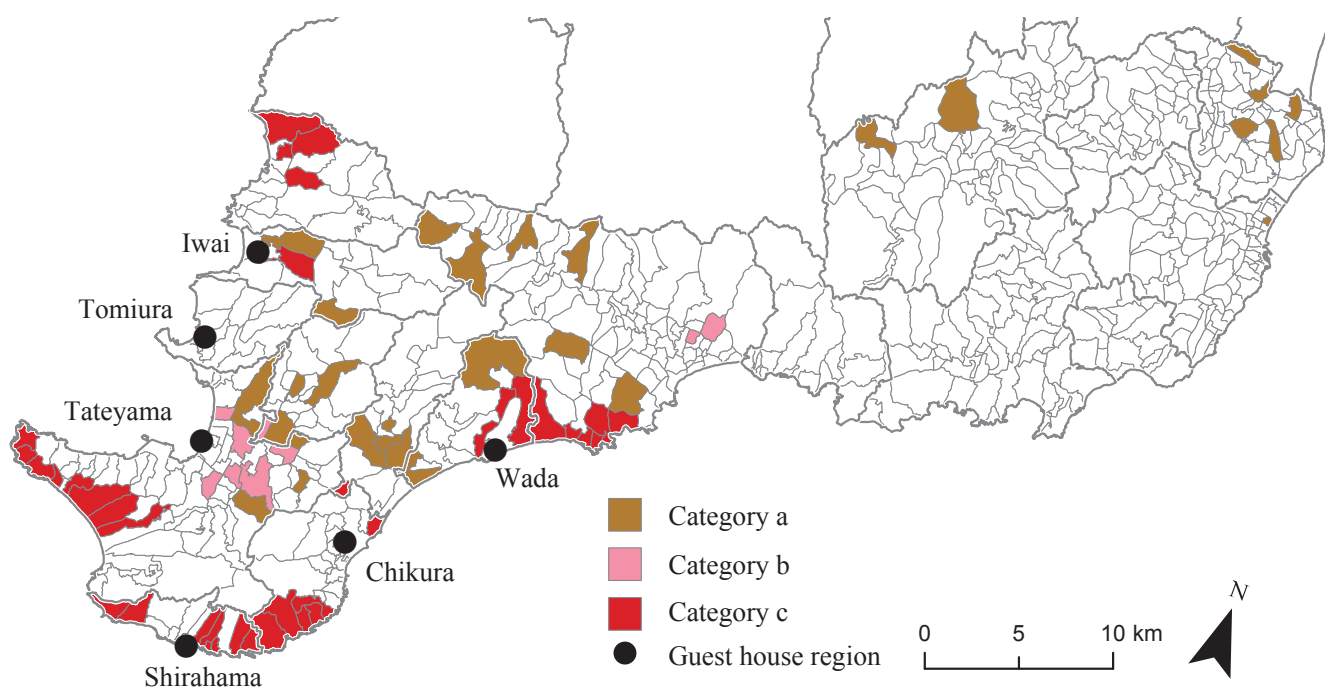 Iwai
Tomiura
Tateyama
Wada
Chikura
Shirahama
Category a
Category b
Category c
Guest house region
0 5 10 km
N